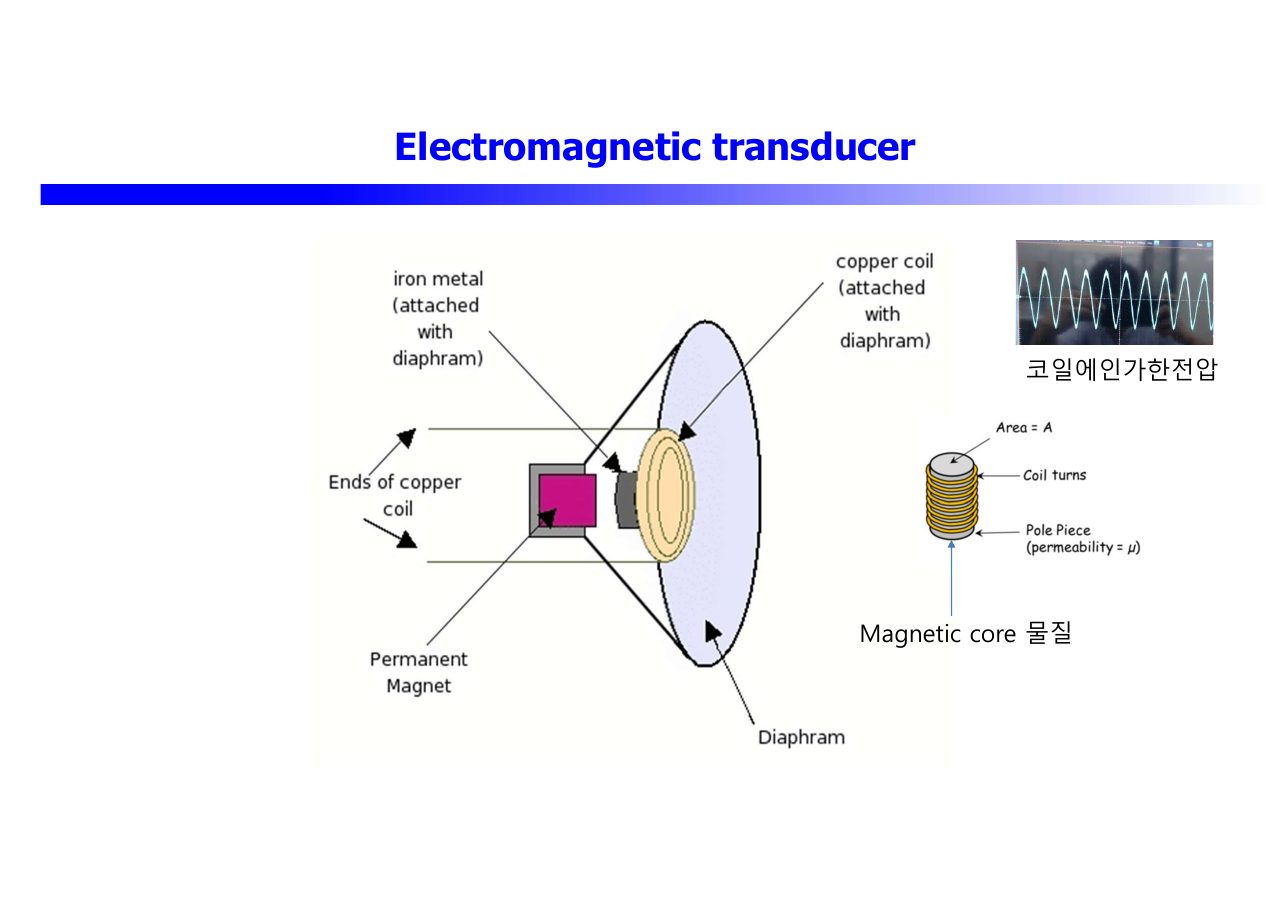 Electromagnetic transducer
iron metal
(attached
with
diaphram)
copper coil
(attached
with
diaphram)
코일에인가한전압
Ends of copper
coil
Area = A
Coil turns
Pole Piece
(permeability = μ)
Magnetic core 물질
Permanent
Magnet
Diaphram